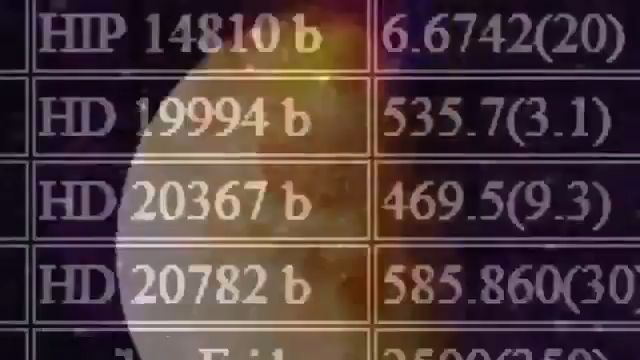 HIP 14810 b 6.6742(20)
HD 19994 b 535.7(3.1)
HD 20367 b 469.5(9.3)
HD 20782 b 585.860(30)